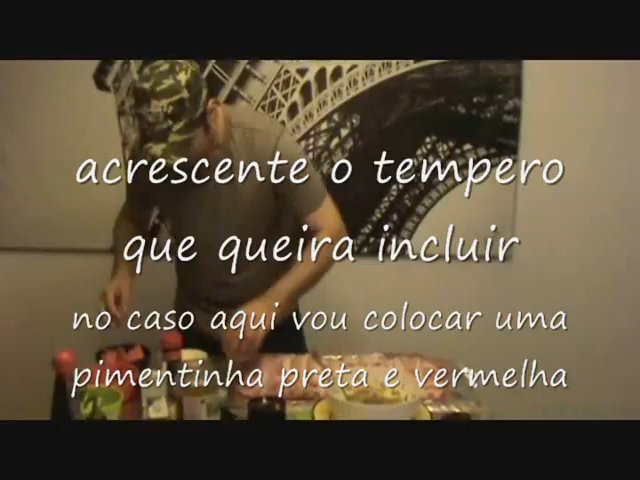 acrescente o tempero
que queira incluir
no caso aqui vou colocar uma
pimentinha preta e vermelha